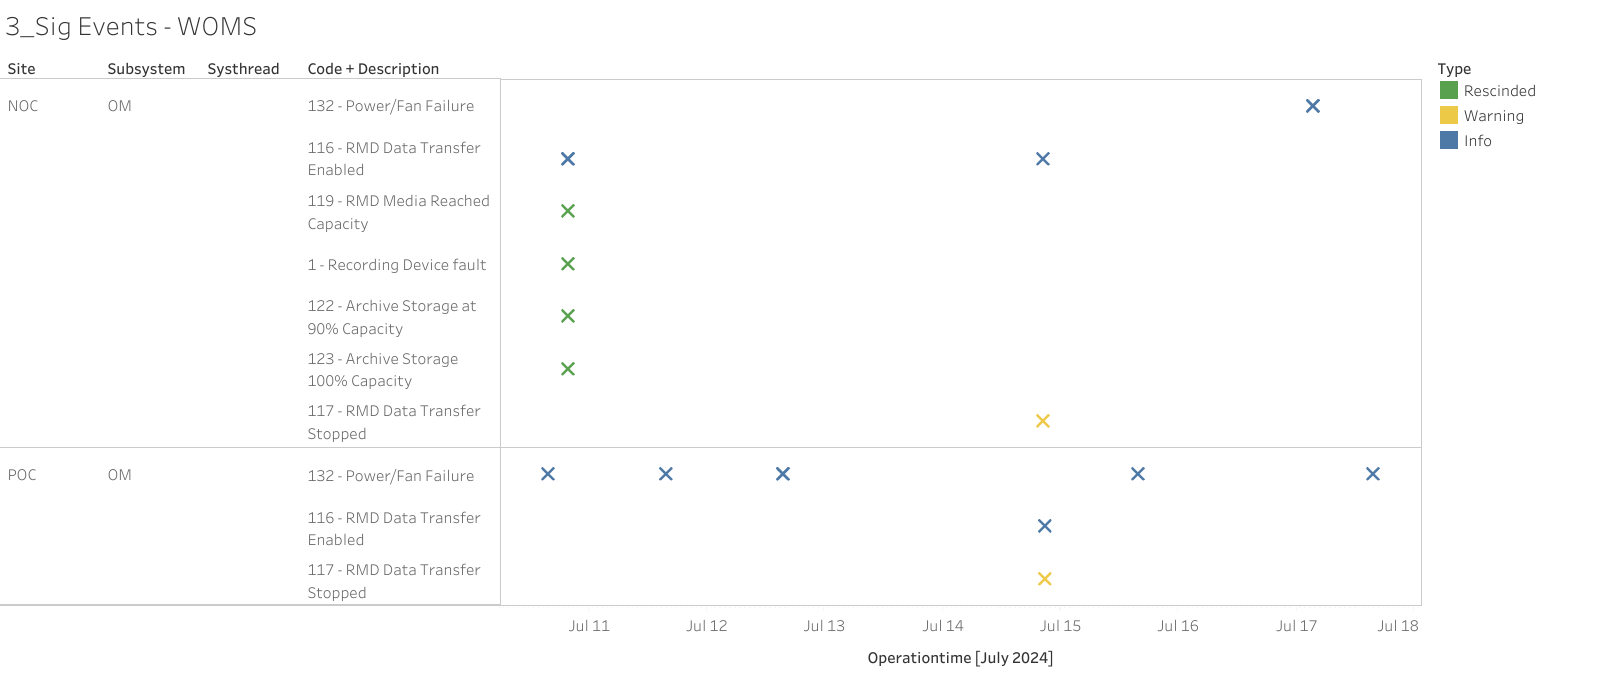 3_Sig Events - WOMS
Site Subsystem Systhread Code + Description
Type
Rescinded
Warning
Info
NOC OM 132 - Power/Fan Failure
116 - RMD Data Transfer
Enabled
119 - RMD Media Reached
Capacity
1 - Recording Device fault
122 - Archive Storage at
90% Capacity
123 - Archive Storage
100% Capacity
117 - RMD Data Transfer
Stopped
POC OM 132 - Power/Fan Failure
116 - RMD Data Transfer
Enabled
117 - RMD Data Transfer
Stopped
Jul 11 Jul 12 Jul 13 Jul 14 Jul 15 Jul 16 Jul 17 Jul 18
Operationtime [July 2024]